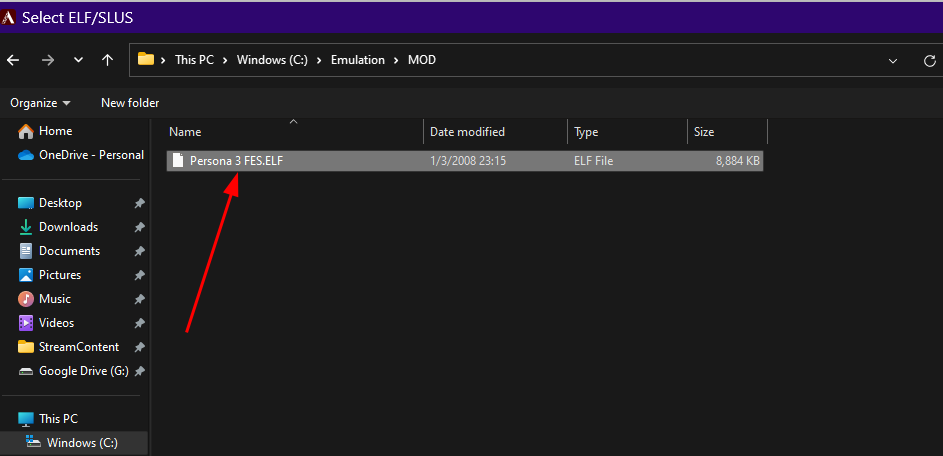 Select ELF/SLUS
This PC > Windows (C:) > Emulation > MOD
Organize New folder
Name Date modified Type Size
Persona 3 FES.ELF 1/3/2008 23:15 ELF File 8,884 KB
Home
OneDrive - Personal
Desktop
Downloads
Documents
Pictures
Music
Videos
StreamContent
Google Drive (G:)
This PC
Windows (C:)